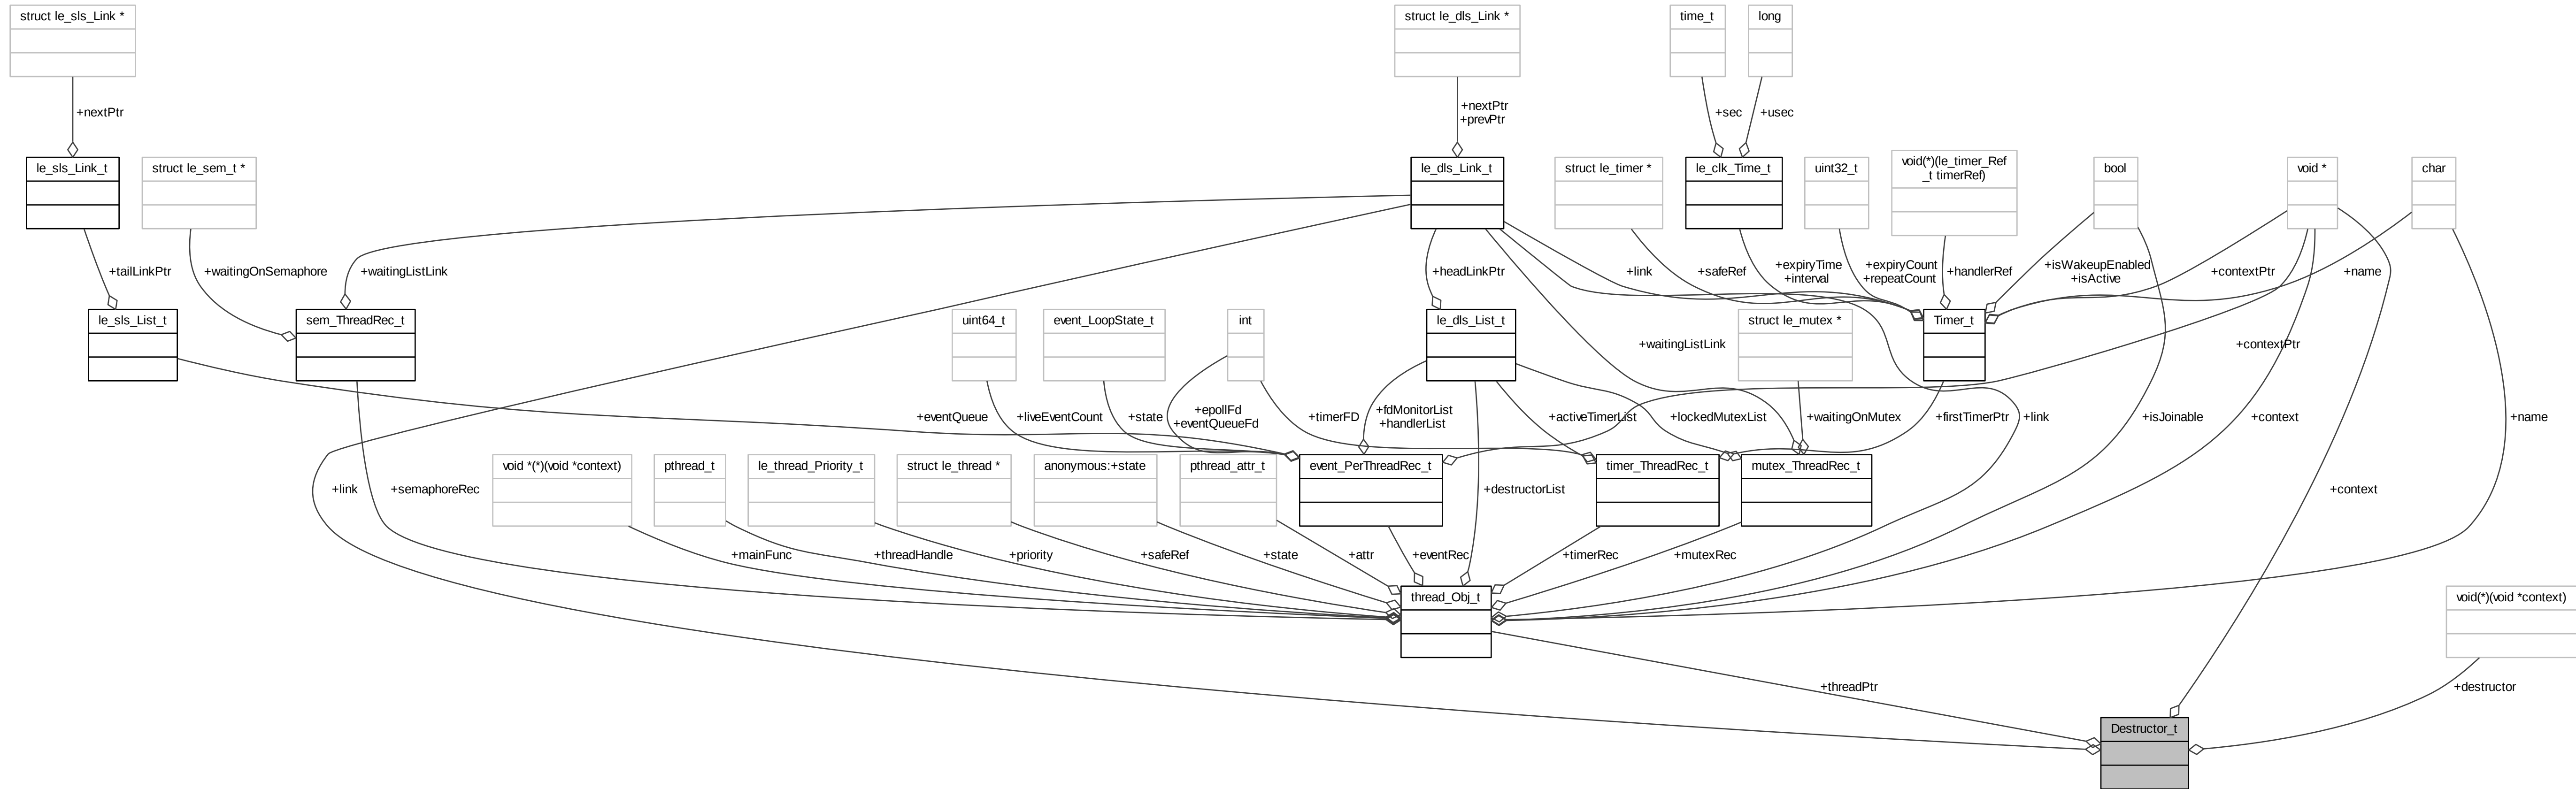 struct le_sls_Link *
struct le_dls_Link *
time_t
long
+nextPtr
+nextPtr
+prevPtr
+sec
+usec
le_sls_Link_t
struct le_sem_t *
le_dls_Link_t
struct le_timer *
le_clk_Time_t
uint32_t
void(*)(le_timer_Ref
_t timerRef)
bool
void *
char
+tailLinkPtr
+waitingOnSemaphore
+waitingListLink
+headLinkPtr
+link
+safeRef
+expiryTime
+interval
+expiryCount
+repeatCount
+handlerRef
+isWakeupEnabled
+isActive
+contextPtr
+name
le_sls_List_t
sem_ThreadRec_t
uint64_t
event_LoopState_t
int
le_dls_List_t
struct le_mutex *
Timer_t
+waitingListLink
+contextPtr
+eventQueue
+liveEventCount
+state
+epollFd
+eventQueueFd
+timerFD
+fdMonitorList
+handlerList
+activeTimerList
+lockedMutexList
+waitingOnMutex
+firstTimerPtr
+link
+isJoinable
+context
+name
void *(*)(void *context)
pthread_t
le_thread_Priority_t
struct le_thread *
anonymous:+state
pthread_attr_t
event_PerThreadRec_t
timer_ThreadRec_t
mutex_ThreadRec_t
+link
+semaphoreRec
+destructorList
+context
+mainFunc
+threadHandle
+priority
+safeRef
+state
+attr
+eventRec
+timerRec
+mutexRec
thread_Obj_t
void(*)(void *context)
+threadPtr
+destructor
Destructor_t